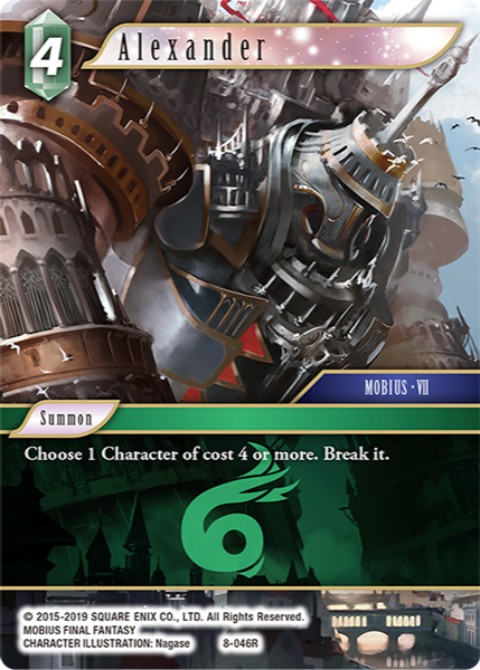 4
Alexander
MOBIUS · VII
Summon
Choose 1 Character of cost 4 or more. Break it.
© 2015-2019 SQUARE ENIX CO., LTD. All Rights Reserved.
MOBIUS FINAL FANTASY
CHARACTER ILLUSTRATION: Nagase 8-046R